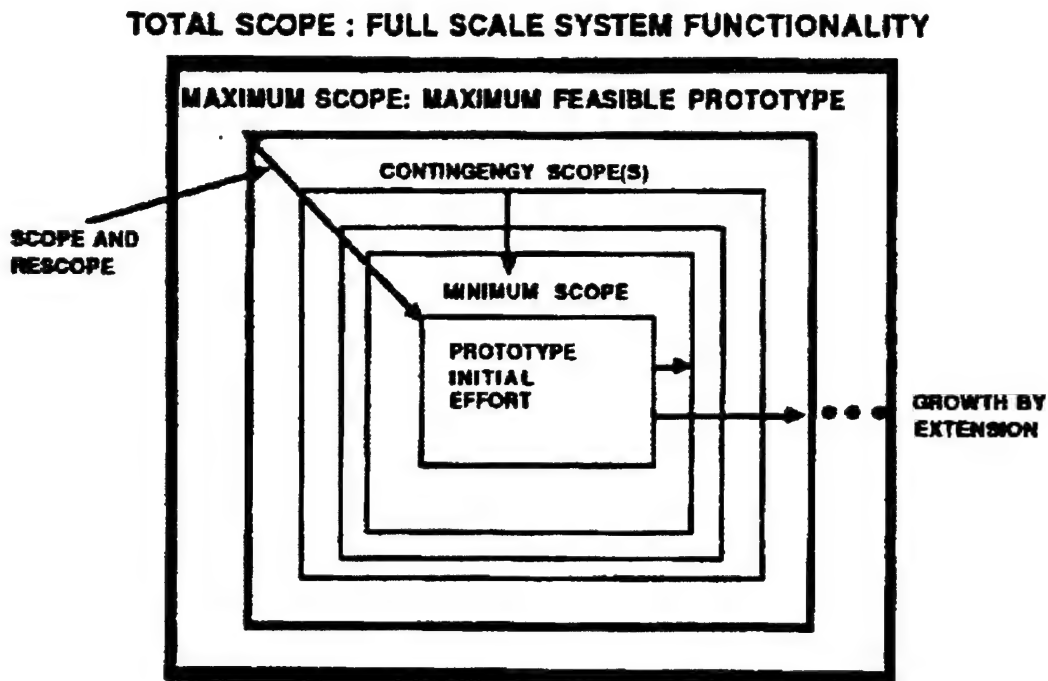 TOTAL SCOPE : FULL SCALE SYSTEM FUNCTIONALITY
MAXIMUM SCOPE: MAXIMUM FEASIBLE PROTOTYPE
CONTINGENGY SCOPE(S)
SCOPE AND
RESCOPE
MINIMUM SCOPE
PROTOTYPE
INITIAL
EFFORT
GROWTH BY
EXTENSION